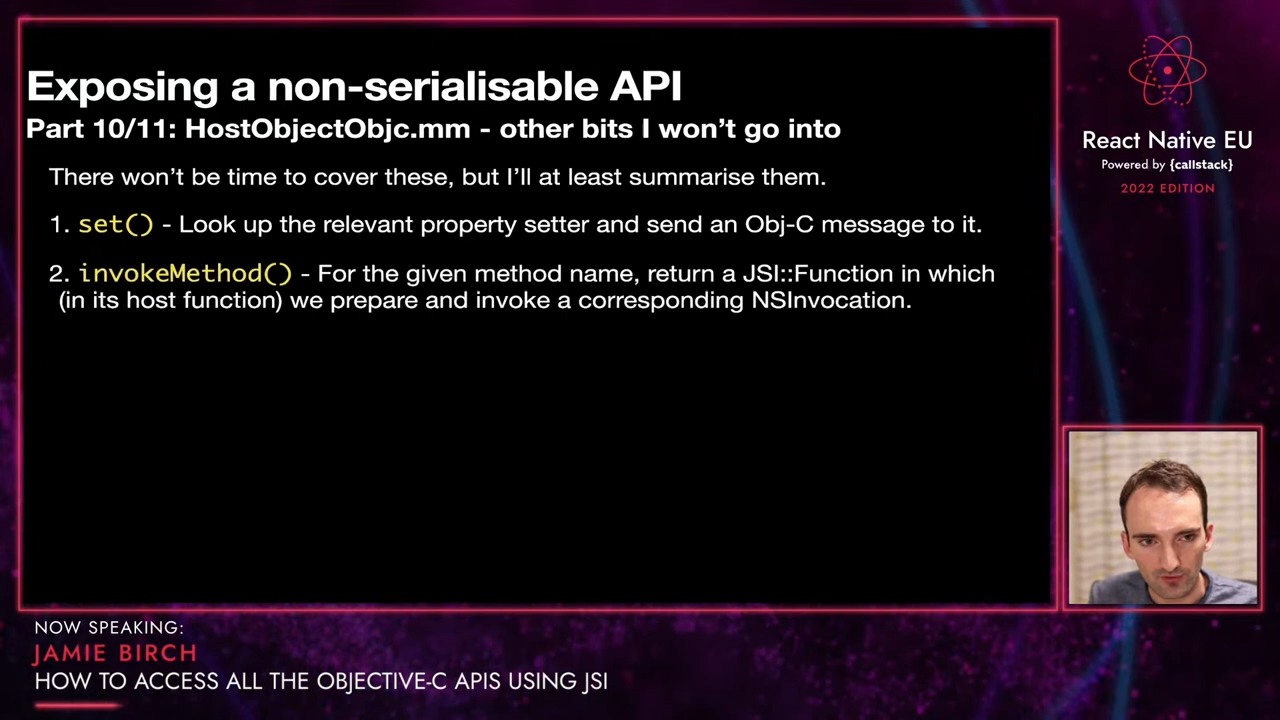 Exposing a non-serialisable API
Part 10/11: HostObjectObjc.mm - other bits I won’t go into
There won’t be time to cover these, but I’ll at least summarise them.
1. set() - Look up the relevant property setter and send an Obj-C message to it.
2. invokeMethod() - For the given method name, return a JSI::Function in which
(in its host function) we prepare and invoke a corresponding NSInvocation.
React Native EU
Powered by {callstack}
2022 EDITION
NOW SPEAKING:
JAMIE BIRCH
HOW TO ACCESS ALL THE OBJECTIVE-C APIS USING JSI